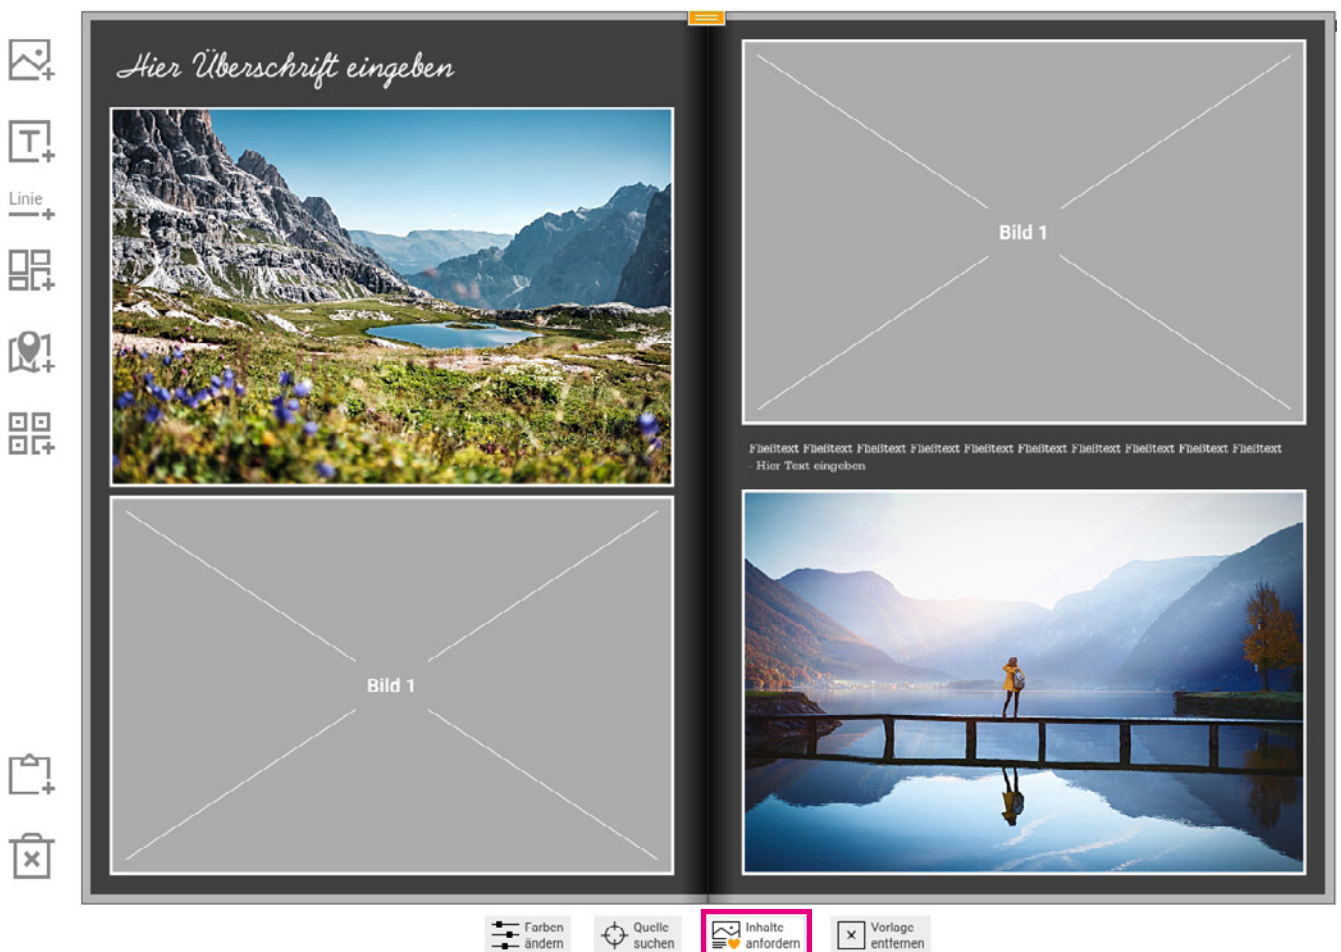 Hier Überschrift eingeben
Linie
Bild 1
Bild 1
Fließtext Fließtext Fließtext Fließtext Fließtext Fließtext Fließtext Fließtext Fließtext Fließtext
- Hier Text eingeben
Farben
ändern
Quelle
suchen
Inhalte
anfordern
Vorlage
entfernen